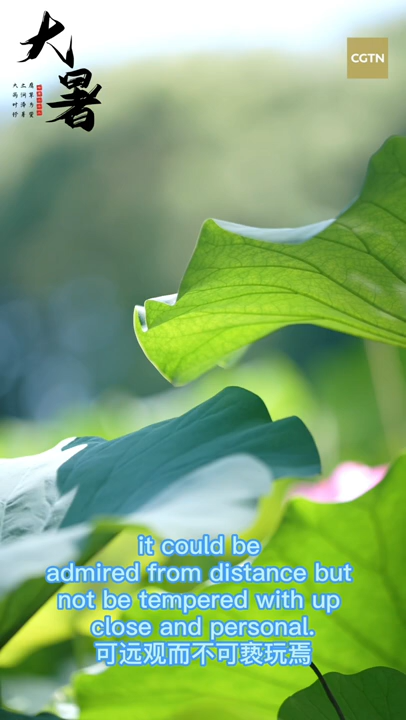 大暑
CGTN
it could be
admired from distance but
not be tempered with up
close and personal.
可远观而不可亵玩焉